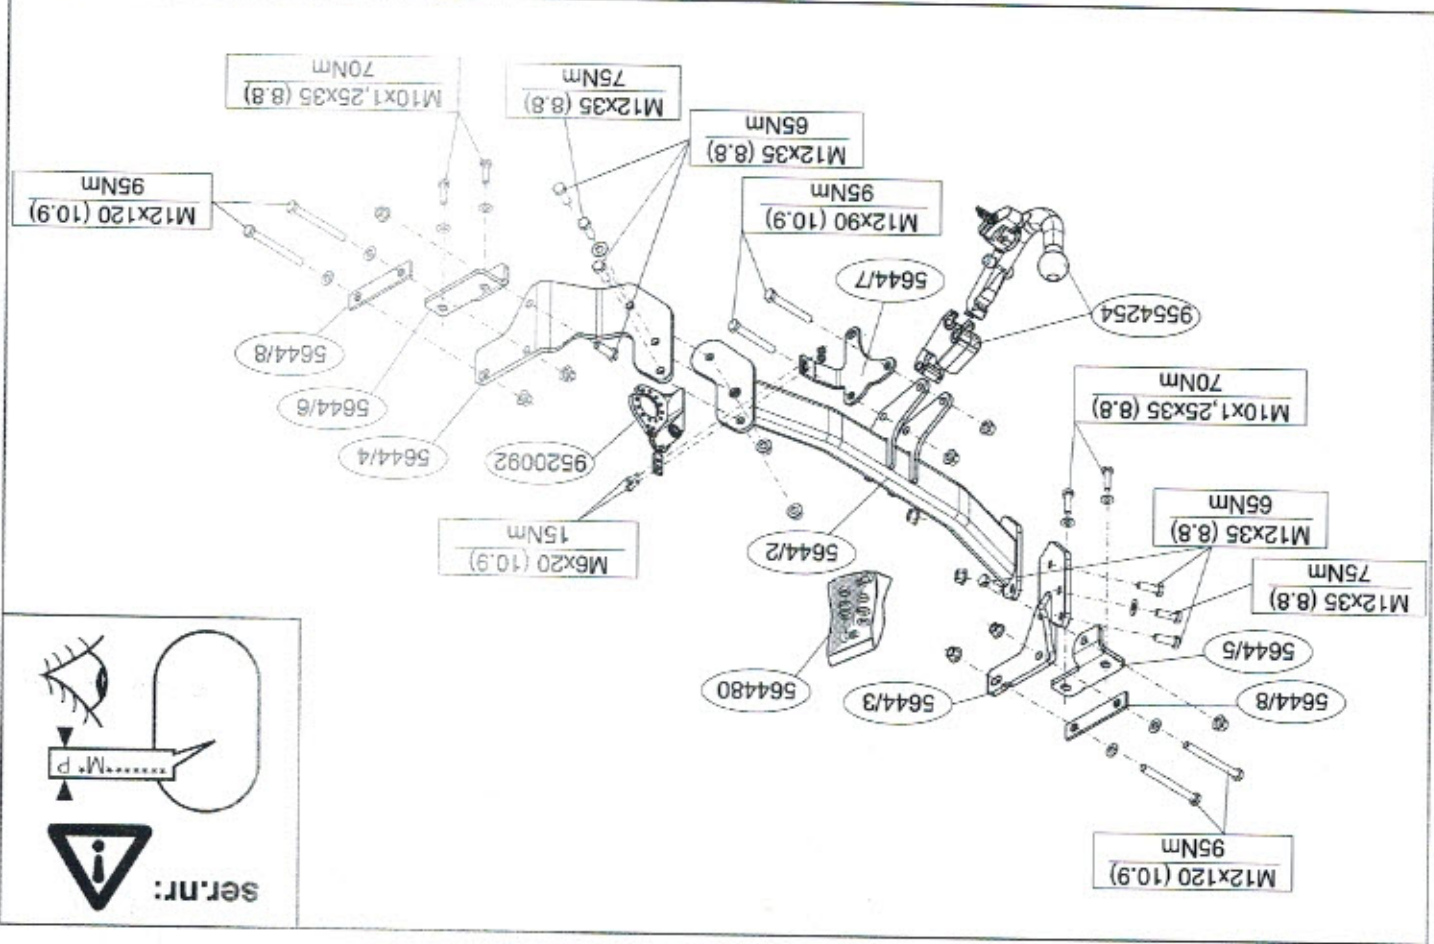 ser.nr:
M12x120 (10.9)
95Nm
5644/8
5644/3
564480
5644/5
M12x35 (8.8)
75Nm
M12x35 (8.8)
65Nm
5644/2
M6x20 (10.9)
15Nm
9520092
5644/4
M10x1,25x35 (8.8)
70Nm
5644/6
5644/8
9554254
5644/7
M12x90 (10.9)
95Nm
M12x120 (10.9)
95Nm
M12x35 (8.8)
65Nm
M12x35 (8.8)
75Nm
M10x1,25x35 (8.8)
70Nm